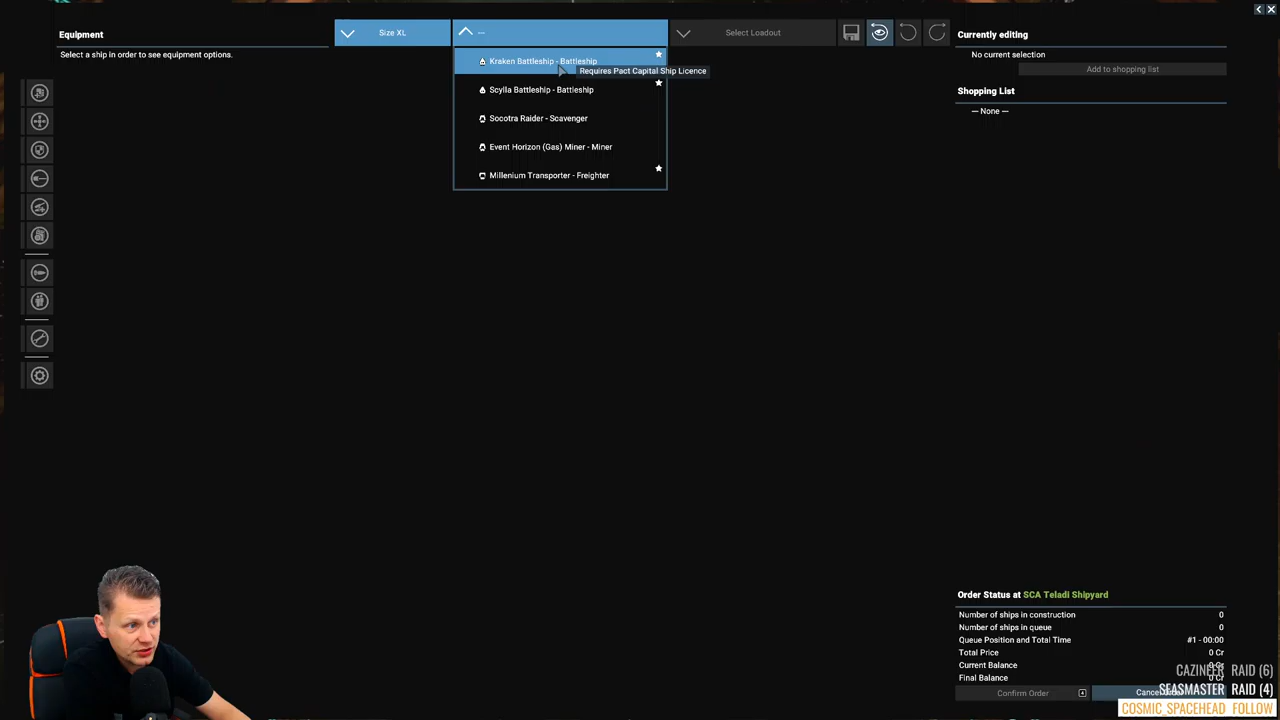 Equipment
Select a ship in order to see equipment options.
Size XL
--
Kraken Battleship - Battleship
Requires Pact Capital Ship Licence
Scylla Battleship - Battleship
Socotra Raider - Scavenger
Event Horizon (Gas) Miner - Miner
Millenium Transporter - Freighter
Select Loadout
Currently editing
No current selection
Add to shopping list
Shopping List
— None —
Order Status at SCA Teladi Shipyard
Number of ships in construction 0
Number of ships in queue 0
Queue Position and Total Time #1 - 00:00
Total Price 0 Cr
Current Balance
Final Balance
Confirm Order 4
CAZINEER RAID (6)
SEASMASTER RAID (4)
COSMIC_SPACEHEAD FOLLOW